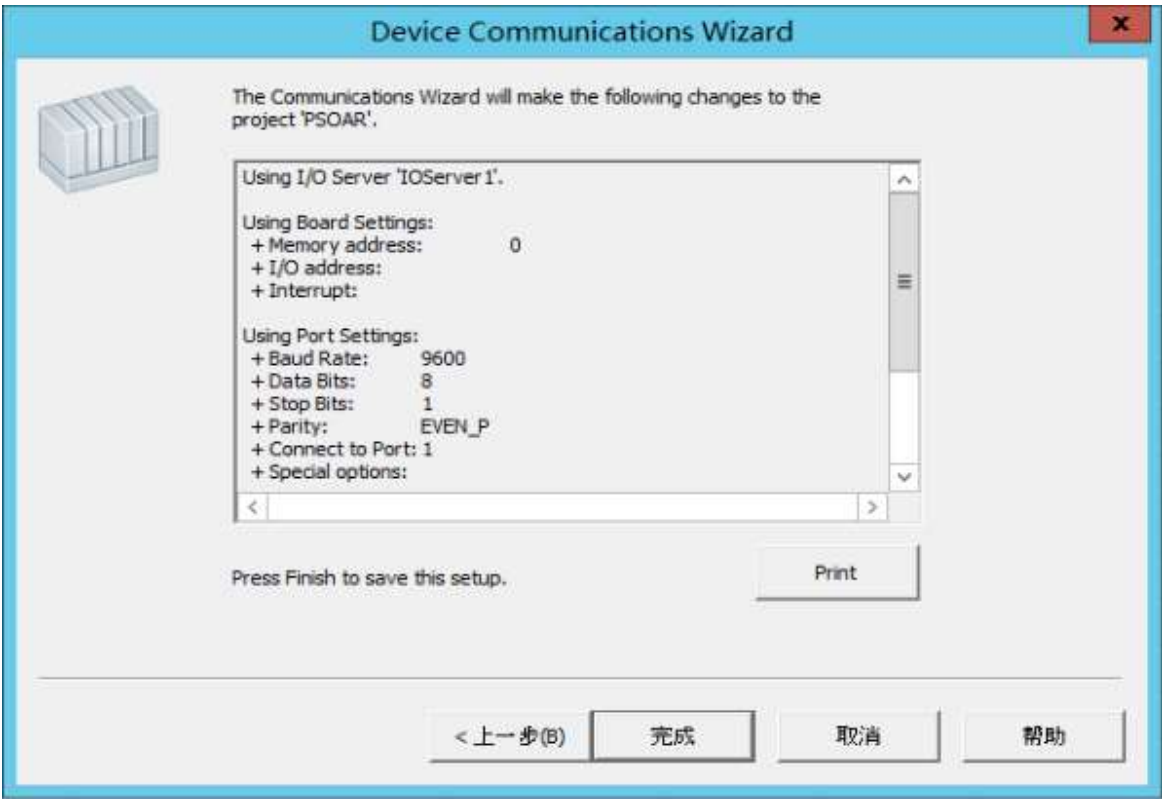 Device Communications Wizard
x
The Communications Wizard will make the following changes to the
project 'PSOAR'.
Using I/O Server 'IOServer1'.
Using Board Settings:
+ Memory address: 0
+ I/O address:
+ Interrupt:
Using Port Settings:
+ Baud Rate: 9600
+ Data Bits: 8
+ Stop Bits: 1
+ Parity: EVEN_P
+ Connect to Port: 1
+ Special options:
Press Finish to save this setup.
Print
< 上一步(B)
完成
取消
帮助